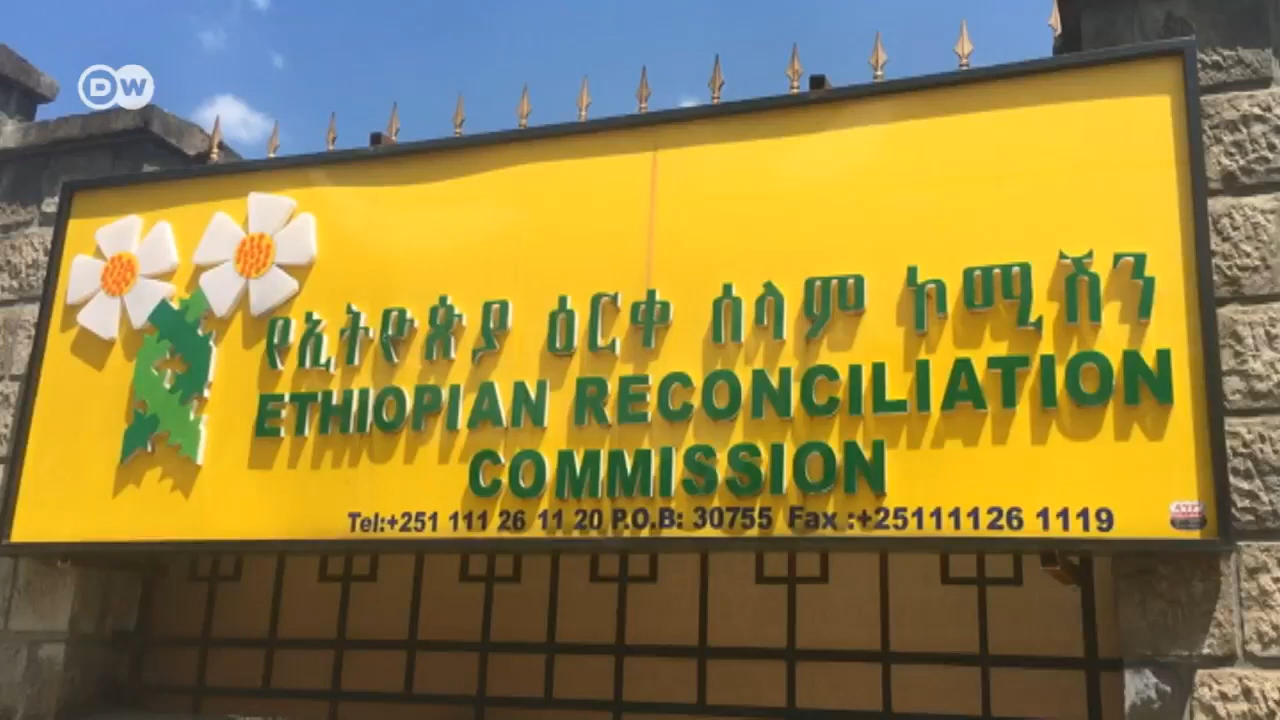 DW
የኢትዮጵያ ዕርቀ ሰላም ኮሚሽን
ETHIOPIAN RECONCILIATION
COMMISSION
Tel:+251 111 26 11 20 P.O.B: 30755 Fax :+25111126 1119